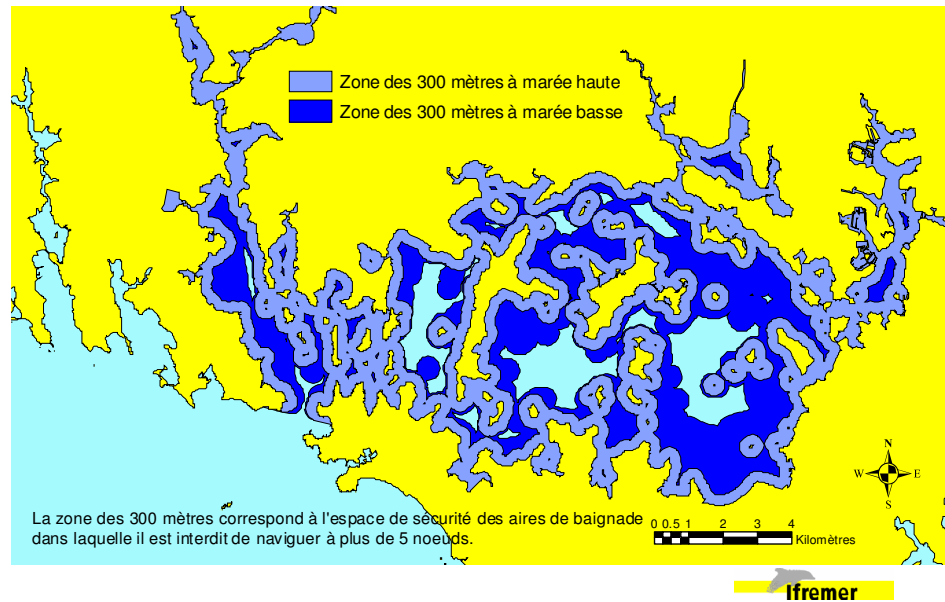 Zone des 300 mètres à marée haute
Zone des 300 mètres à marée basse
N
W E
S
La zone des 300 mètres correspond à l'espace de sécurité des aires de baignade
dans laquelle il est interdit de naviguer à plus de 5 noeuds.
0 0.5 1 2 3 4
Kilomètres
Ifremer